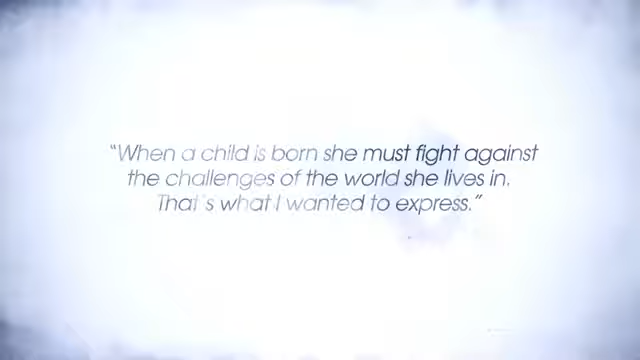 “When a child is born she must fight against
the challenges of the world she lives in.
That's what I wanted to express.”